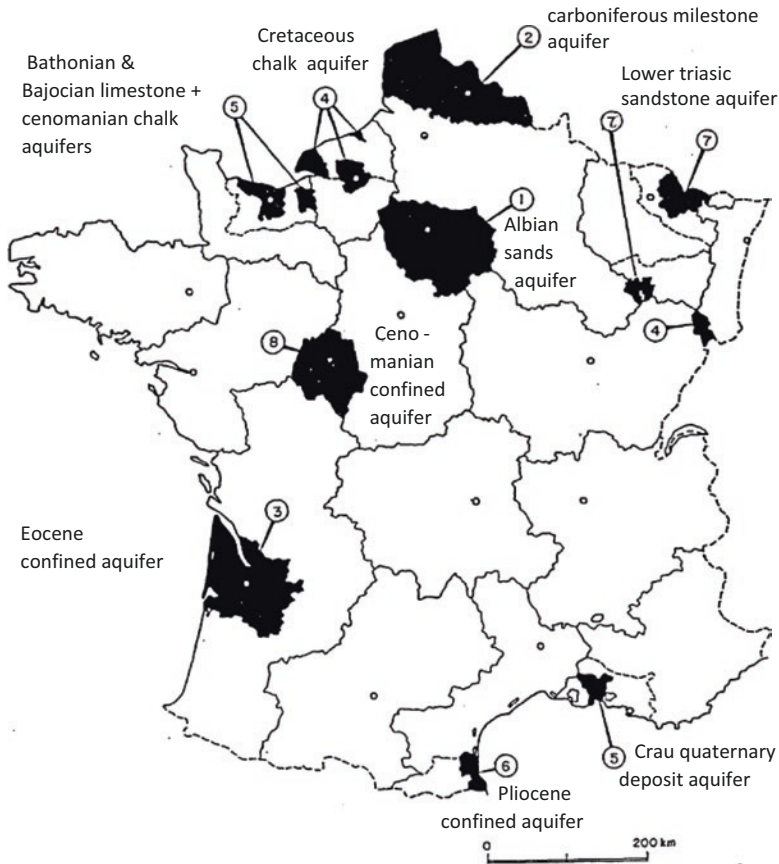 carboniferous milestone
②
aquifer
Cretaceous
chalk aquifer
Bathonian &
Bajocian limestone +
cenomanian chalk
aquifers
Lower triasic
sandstone aquifer
⑤
④
⑦
⑦
①
Albian
sands
aquifer
④
⑧
Ceno -
manian
confined
aquifer
③
Eocene
confined aquifer
⑤
Crau quaternary
deposit aquifer
⑥
Pliocene
confined aquifer
0
200 km